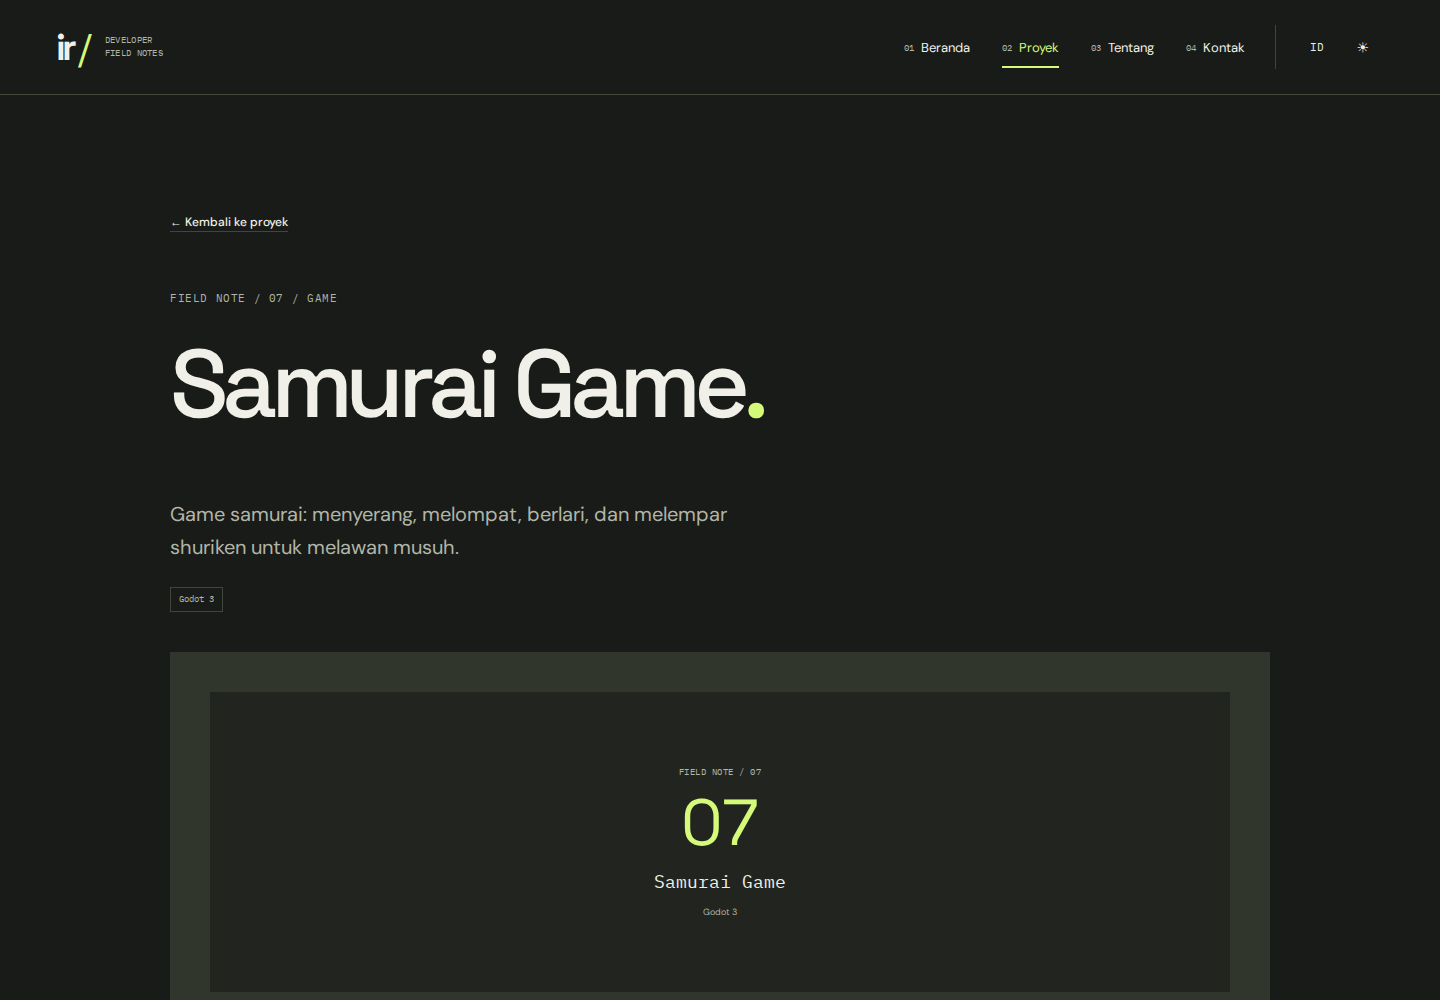 ir/
DEVELOPER
FIELD NOTES
01 Beranda
02 Proyek
03 Tentang
04 Kontak
ID
← Kembali ke proyek
FIELD NOTE / 07 / GAME
Samurai Game.
Game samurai: menyerang, melompat, berlari, dan melempar
shuriken untuk melawan musuh.
Godot 3
FIELD NOTE / 07
07
Samurai Game
Godot 3